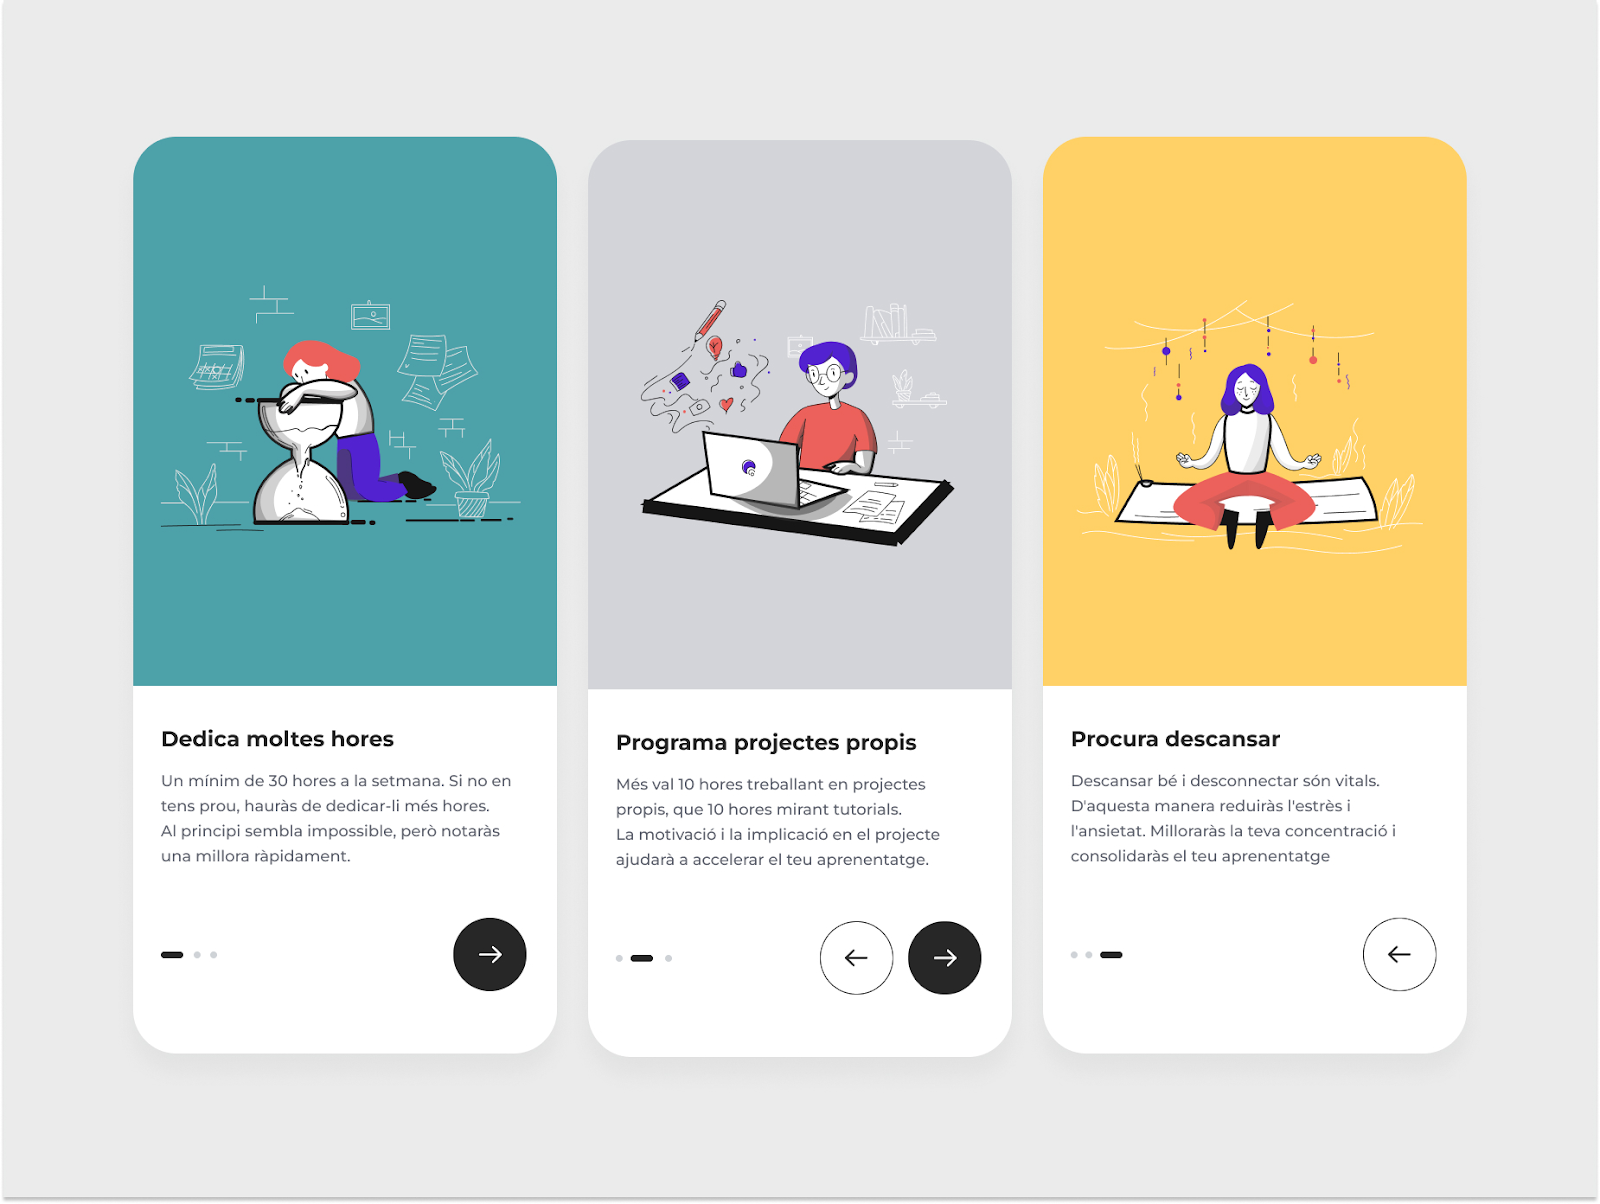 Dedica moltes hores
Un mínim de 30 hores a la setmana. Si no en
tens prou, hauràs de dedicar-li més hores.
Al principi sembla impossible, però notaràs
una millora ràpidament.
Programa projectes propis
Més val 10 hores treballant en projectes
propis, que 10 hores mirant tutorials.
La motivació i la implicació en el projecte
ajudarà a accelerar el teu aprenentatge.
Procura descansar
Descansar bé i desconnectar són vitals.
D'aquesta manera reduiràs l'estrès i
l'ansietat. Milloraràs la teva concentració i
consolidaràs el teu aprenentatge